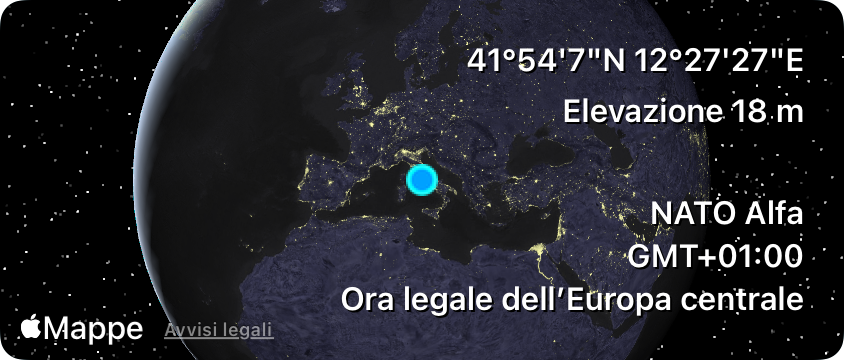 41°54'7"N 12°27'27"E
Elevazione 18 m
NATO Alfa
GMT+01:00
Ora legale dell’Europa centrale
Mappe
Avvisi legali